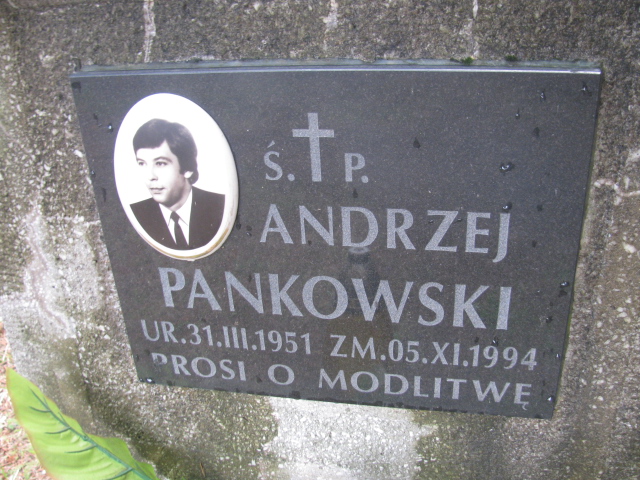 Ś. P.
ANDRZEJ
PANKOWSKI
UR.31.III.1951 ZM.05.XI.1994
PROSI O MODLITWĘ